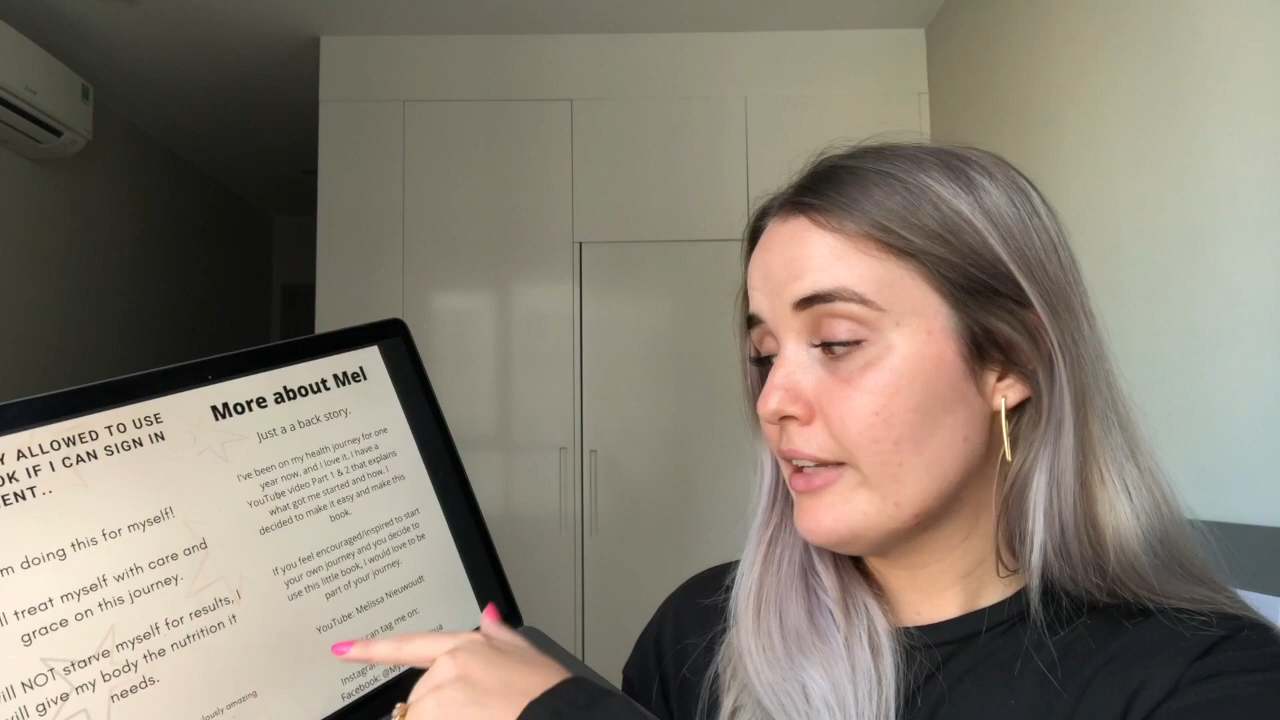 Y ALLOWED TO USE
OK IF I CAN SIGN IN
ENT..
m doing this for myself!
ll treat myself with care and
grace on this journey.
vill NOT starve myself for results, I
will give my body the nutrition it
needs.
amazing
More about Mel
Just a a back story.
I've been on my health journey for one
year now, and I love it. I have a
YouTube video Part 1 & 2 that explains
what got me started and how. I
decided to make it easy and make this
book.
If you feel encouraged/inspired to start
your own journey and you decide to
use this little book, I would love to be
part of your journey.
YouTube: Melissa Nieuwoudt
can tag me on:
Instagra
Facebook: @My